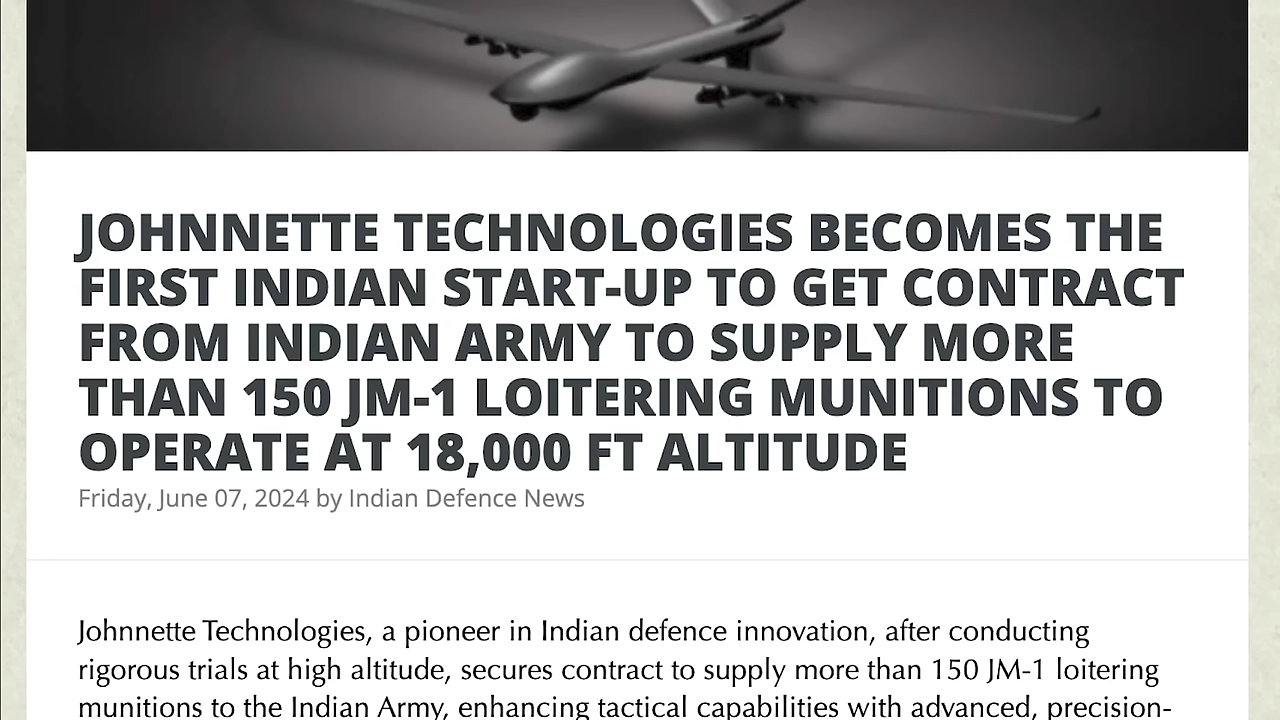 JOHNNETTE TECHNOLOGIES BECOMES THE
FIRST INDIAN START-UP TO GET CONTRACT
FROM INDIAN ARMY TO SUPPLY MORE
THAN 150 JM-1 LOITERING MUNITIONS TO
OPERATE AT 18,000 FT ALTITUDE
Friday, June 07, 2024 by Indian Defence News
Johnnette Technologies, a pioneer in Indian defence innovation, after conducting
rigorous trials at high altitude, secures contract to supply more than 150 JM-1 loitering
munitions to the Indian Army, enhancing tactical capabilities with advanced, precision-